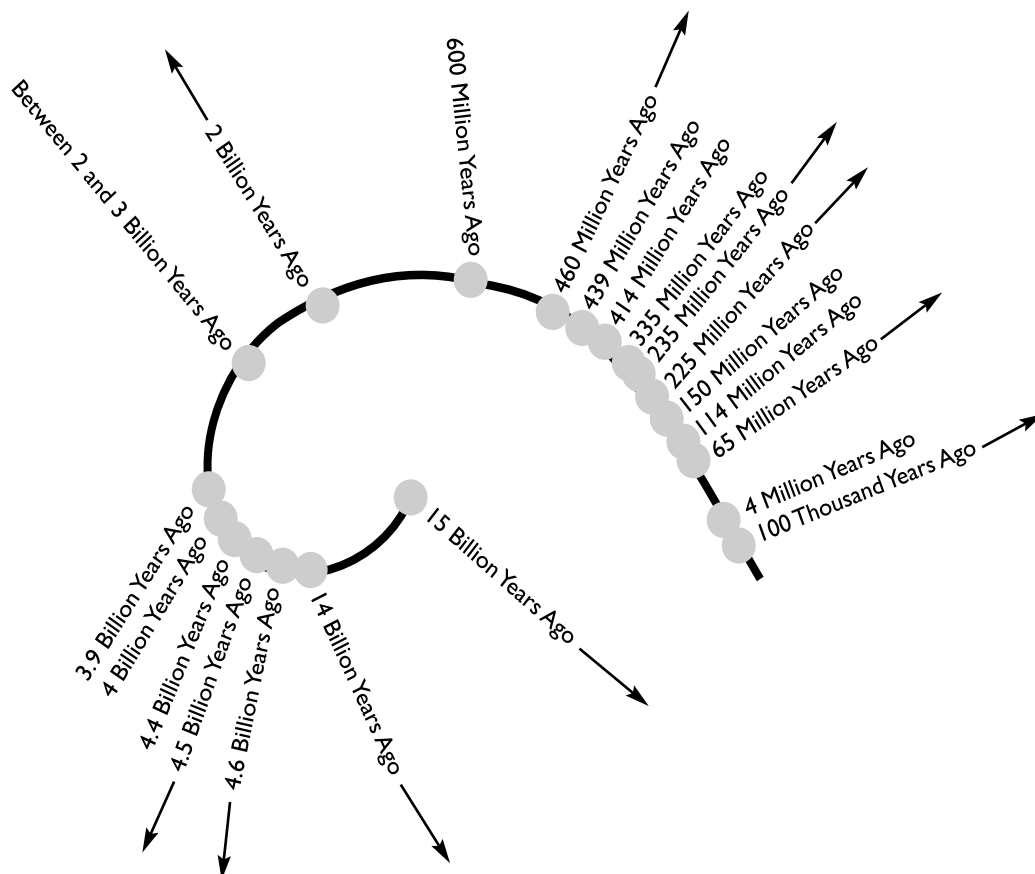 15 Billion Years Ago
14 Billion Years Ago
4.6 Billion Years Ago
4.5 Billion Years Ago
4.4 Billion Years Ago
4 Billion Years Ago
3.9 Billion Years Ago
Between 2 and 3 Billion Years Ago
2 Billion Years Ago
600 Million Years Ago
460 Million Years Ago
439 Million Years Ago
414 Million Years Ago
335 Million Years Ago
235 Million Years Ago
225 Million Years Ago
150 Million Years Ago
114 Million Years Ago
65 Million Years Ago
4 Million Years Ago
100 Thousand Years Ago